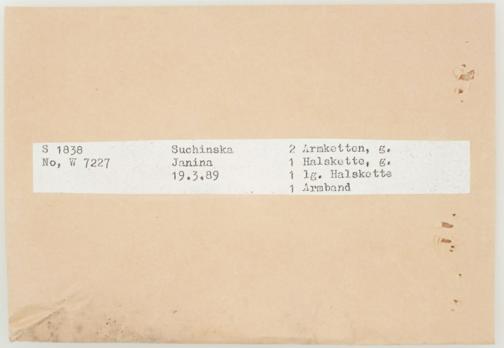 S 1838 Suchinska 2 Armketten, g.
No, W 7227 Janina 1 Halskette, g.
19.3.89 1 lg. Halskette
1 Armband